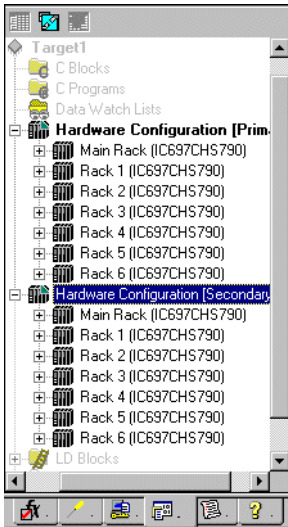 Target1
C Blocks
C Programs
Data Watch Lists
Hardware Configuration [Prim
Main Rack (IC697CHS790)
Rack 1 (IC697CHS790)
Rack 2 (IC697CHS790)
Rack 3 (IC697CHS790)
Rack 4 (IC697CHS790)
Rack 5 (IC697CHS790)
Rack 6 (IC697CHS790)
Hardware Configuration [Secondary
Main Rack (IC697CHS790)
Rack 1 (IC697CHS790)
Rack 2 (IC697CHS790)
Rack 3 (IC697CHS790)
Rack 4 (IC697CHS790)
Rack 5 (IC697CHS790)
Rack 6 (IC697CHS790)
LD Blocks